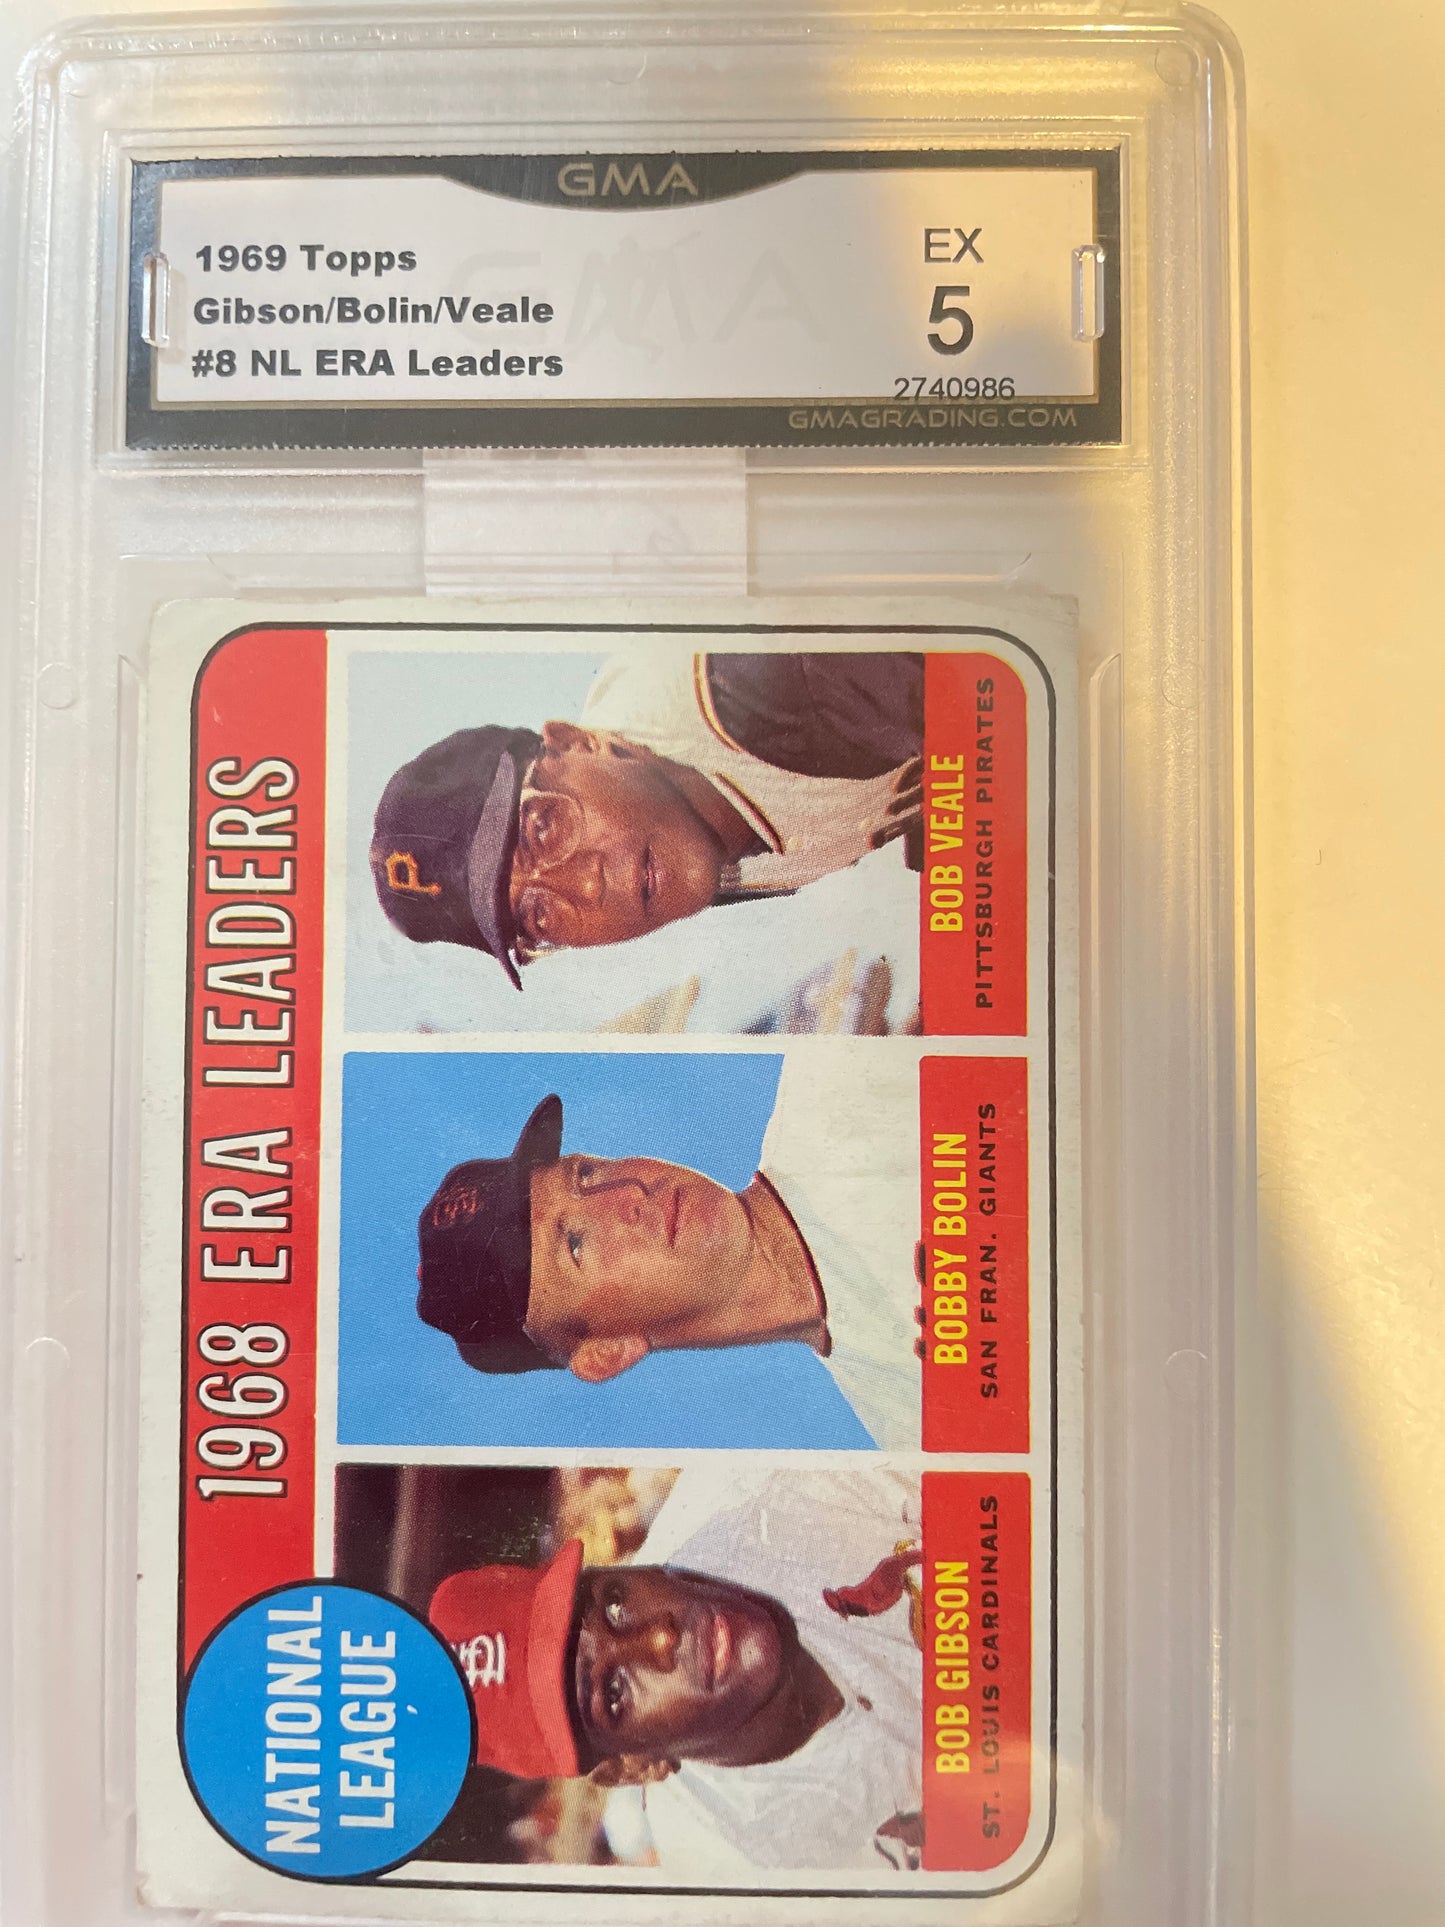 GMA
1969 Topps
Gibson/Bolin/Veale
#8 NL ERA Leaders
EX
5
2740986
GMAGRADING.COM
1968 ERA LEADERS
NATIONAL
LEAGUE
P
BOB GIBSON
ST. LOUIS CARDINALS
BOBBY BOLIN
SAN FRAN. GIANTS
BOB VEALE
PITTSBURGH PIRATES